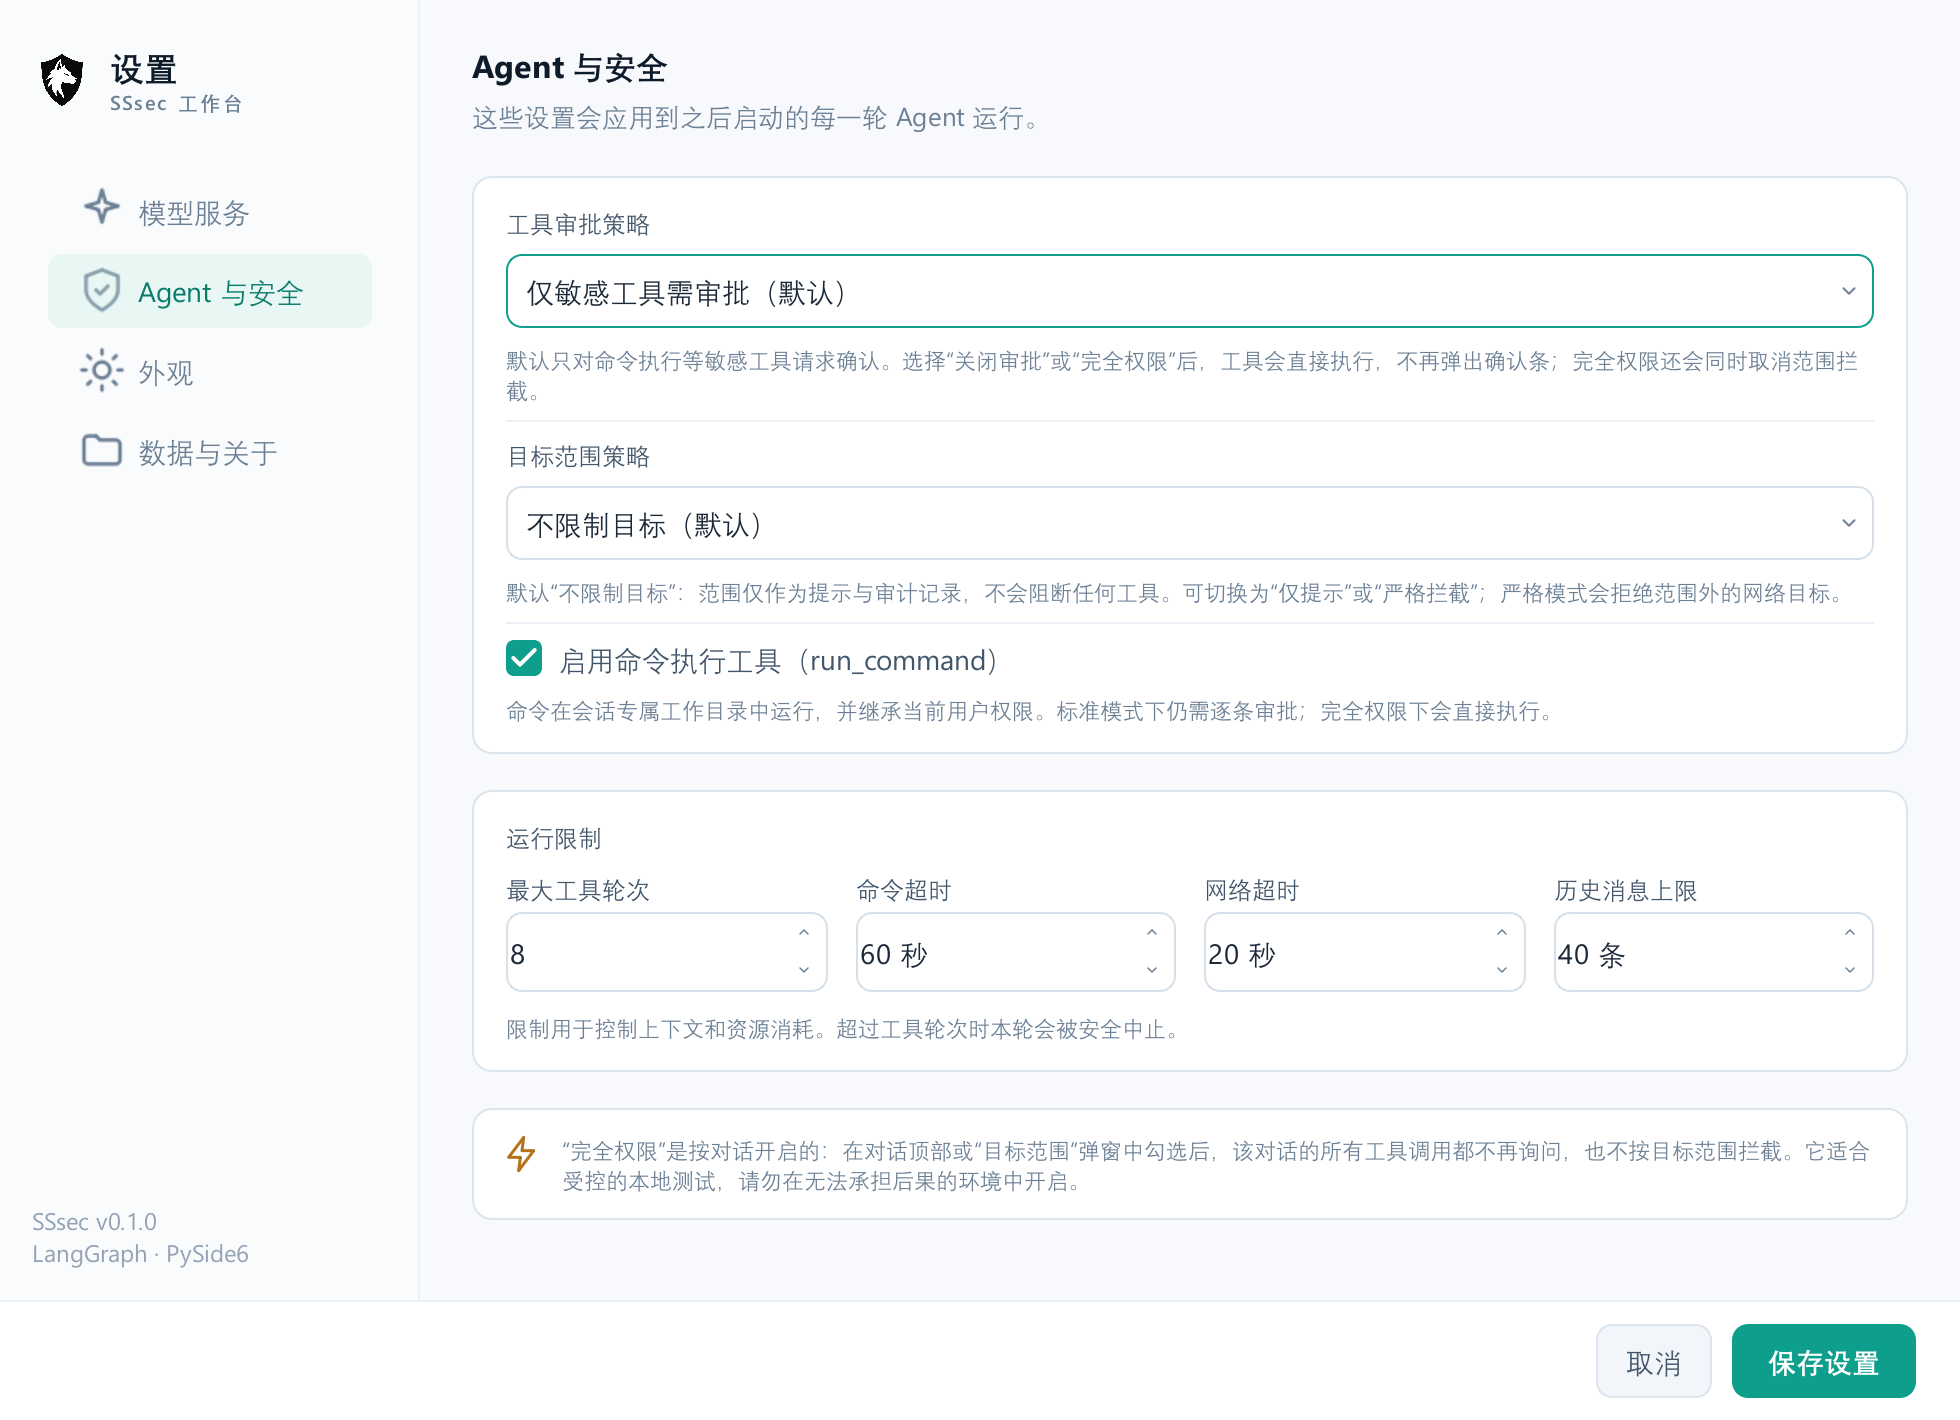 设置
SSsec 工作台
模型服务
Agent 与安全
外观
数据与关于
SSsec v0.1.0
LangGraph · PySide6
Agent 与安全
这些设置会应用到之后启动的每一轮 Agent 运行。
工具审批策略
仅敏感工具需审批（默认）
默认只对命令执行等敏感工具请求确认。选择“关闭审批”或“完全权限”后，工具会直接执行，不再弹出确认条；完全权限还会同时取消范围拦
截。
目标范围策略
不限制目标（默认）
默认“不限制目标”：范围仅作为提示与审计记录，不会阻断任何工具。可切换为“仅提示”或“严格拦截”；严格模式会拒绝范围外的网络目标。
启用命令执行工具（run_command）
命令在会话专属工作目录中运行，并继承当前用户权限。标准模式下仍需逐条审批；完全权限下会直接执行。
运行限制
最大工具轮次
8
命令超时
60 秒
网络超时
20 秒
历史消息上限
40 条
限制用于控制上下文和资源消耗。超过工具轮次时本轮会被安全中止。
“完全权限”是按对话开启的：在对话顶部或“目标范围”弹窗中勾选后，该对话的所有工具调用都不再询问，也不按目标范围拦截。它适合
受控的本地测试，请勿在无法承担后果的环境中开启。
取消
保存设置